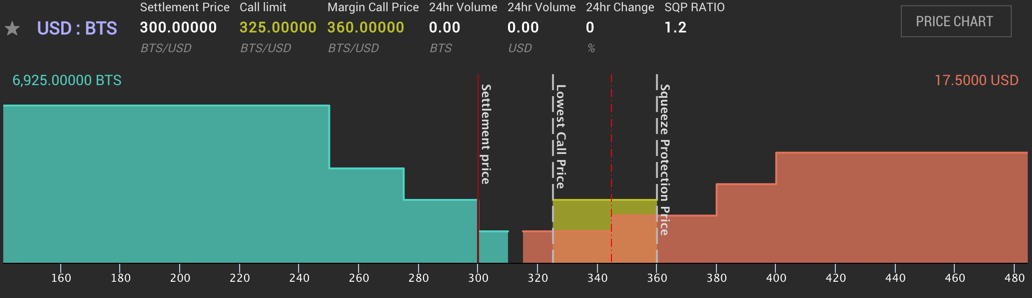 Settlement Price Call limit Margin Call Price 24hr Volume 24hr Volume 24hr Change SQP RATIO
USD : BTS 300.00000 325.00000 360.00000 0.00 0.00 0 1.2 PRICE CHART
BTS/USD BTS/USD BTS/USD BTS USD %
6,925.00000 BTS 17.5000 USD
Settlement price
Lowest Call Price
Squeeze Protection Price
160 180 200 220 240 260 280 300 320 340 360 380 400 420 440 460 480